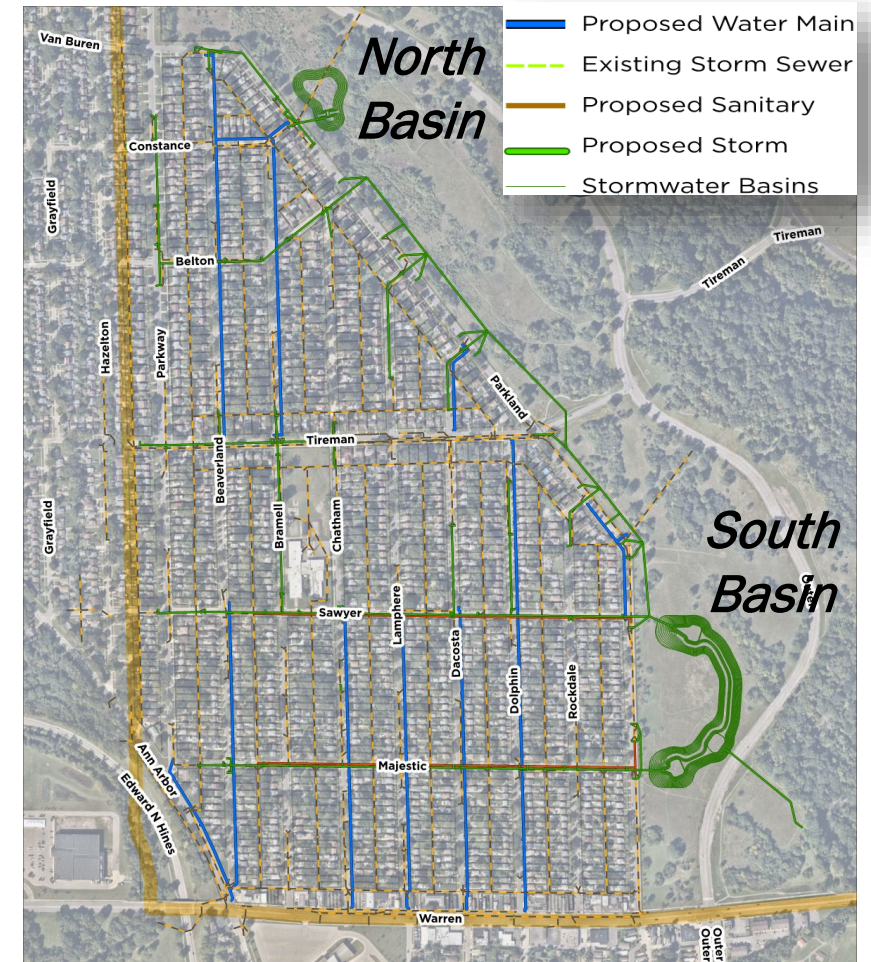 Proposed Water Main
Existing Storm Sewer
Proposed Sanitary
Proposed Storm
Stormwater Basins
North
Basin
Van Buren
Constance
Grayfield
Belton
Tireman
Tireman
Hazelton
Parkway
Parkland
Tireman
Beaverland
Bramell
Chatham
Grayfield
South
Basin
Sawyer
Lamphere
Dacosta
Dolphin
Rockdale
Majestic
Ann Arbor
Edward N Hines
Warren
Outer
Outer